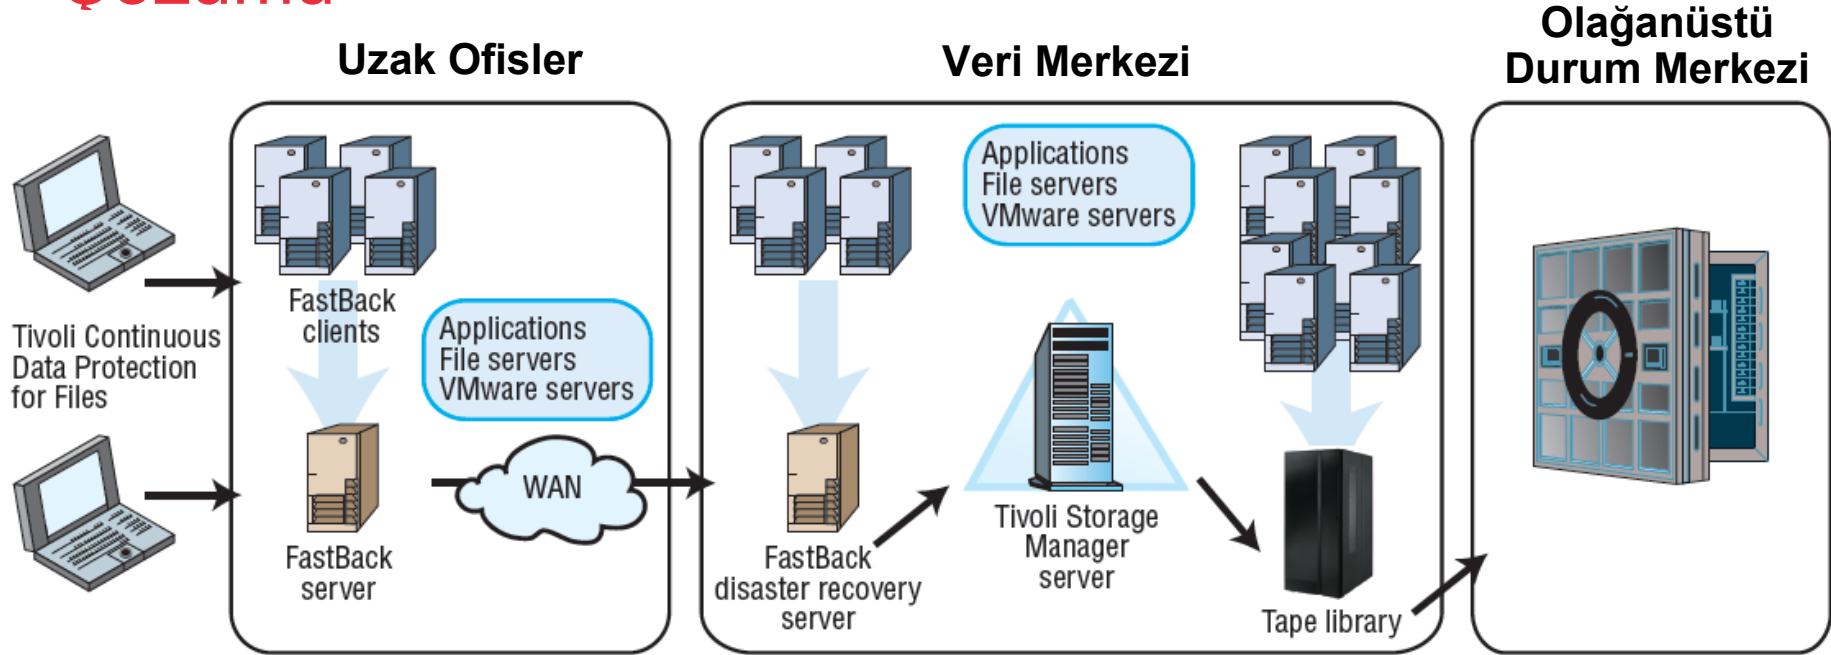 Uzak Ofisler
Veri Merkezi
Olağanüstü
Durum Merkezi
Tivoli Continuous
Data Protection
for Files
FastBack
clients
Applications
File servers
VMware servers
FastBack
server
WAN
Applications
File servers
VMware servers
FastBack
disaster recovery
server
Tivoli Storage
Manager
server
Tape library